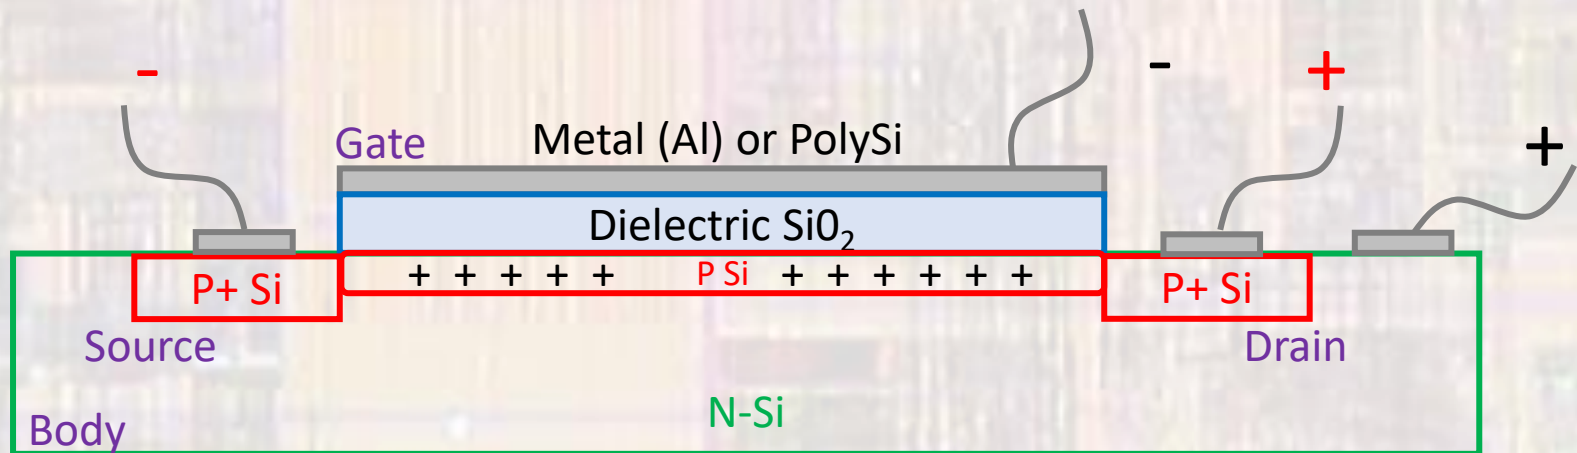 - - +
Gate Metal (Al) or PolySi +
Dielectric Si0₂
+ + + + + P Si + + + + + +
P+ Si P+ Si
Source Drain
N-Si
Body